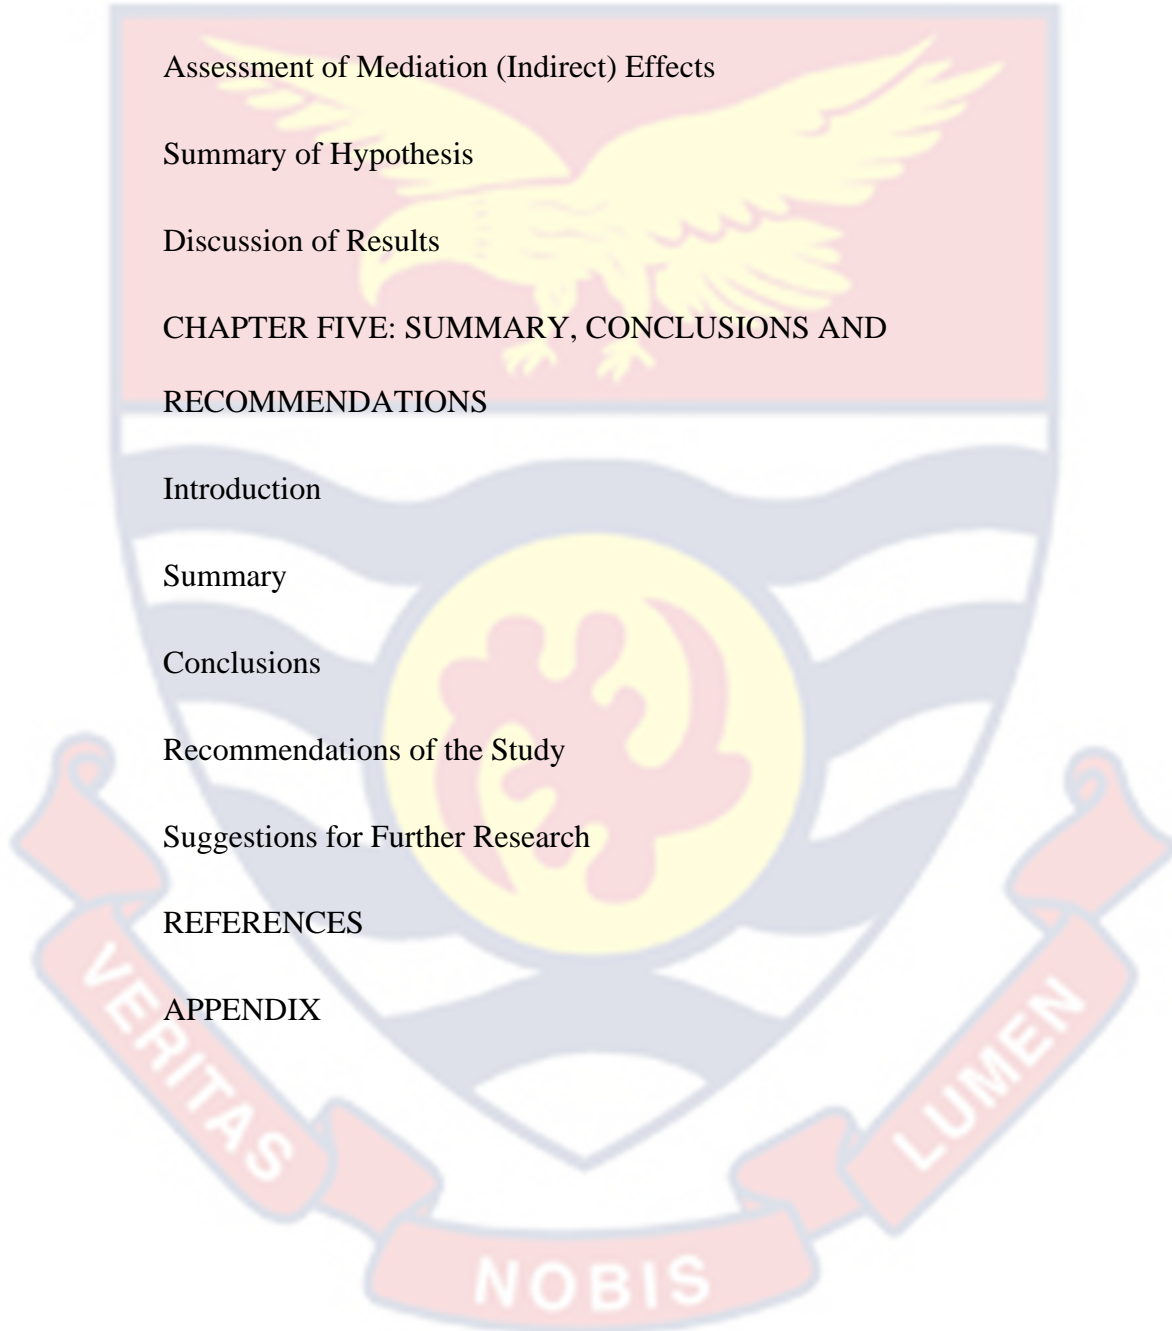 Assessment of Mediation (Indirect) Effects
Summary of Hypothesis
Discussion of Results
CHAPTER FIVE: SUMMARY, CONCLUSIONS AND
RECOMMENDATIONS
Introduction
Summary
Conclusions
Recommendations of the Study
Suggestions for Further Research
REFERENCES
APPENDIX
VERITAS
NOBIS
LUMEN